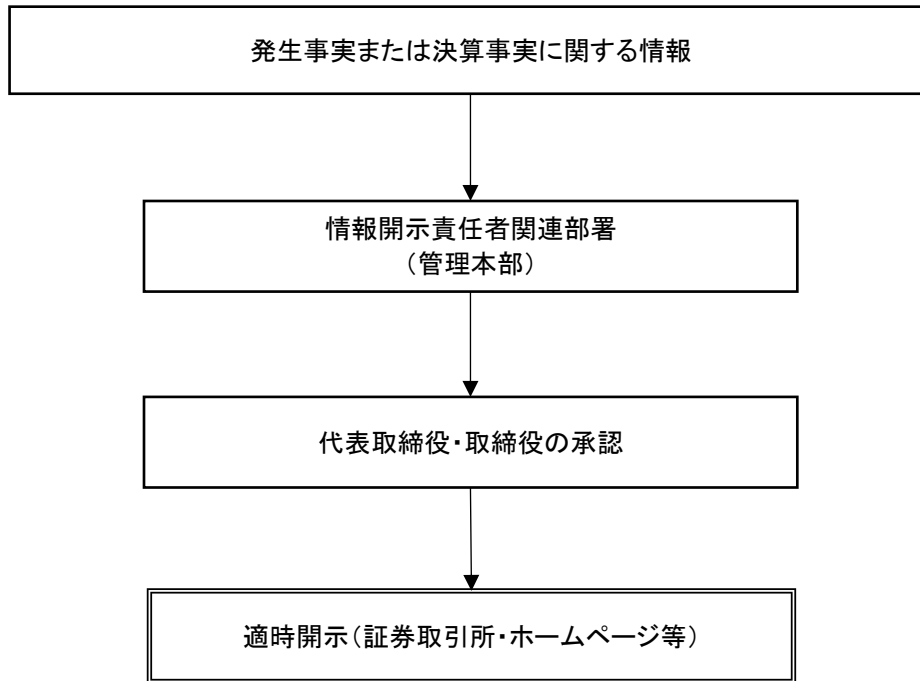 発生事実または決算事実に関する情報
情報開示責任者関連部署
（管理本部）
代表取締役・取締役の承認
適時開示（証券取引所・ホームページ等）